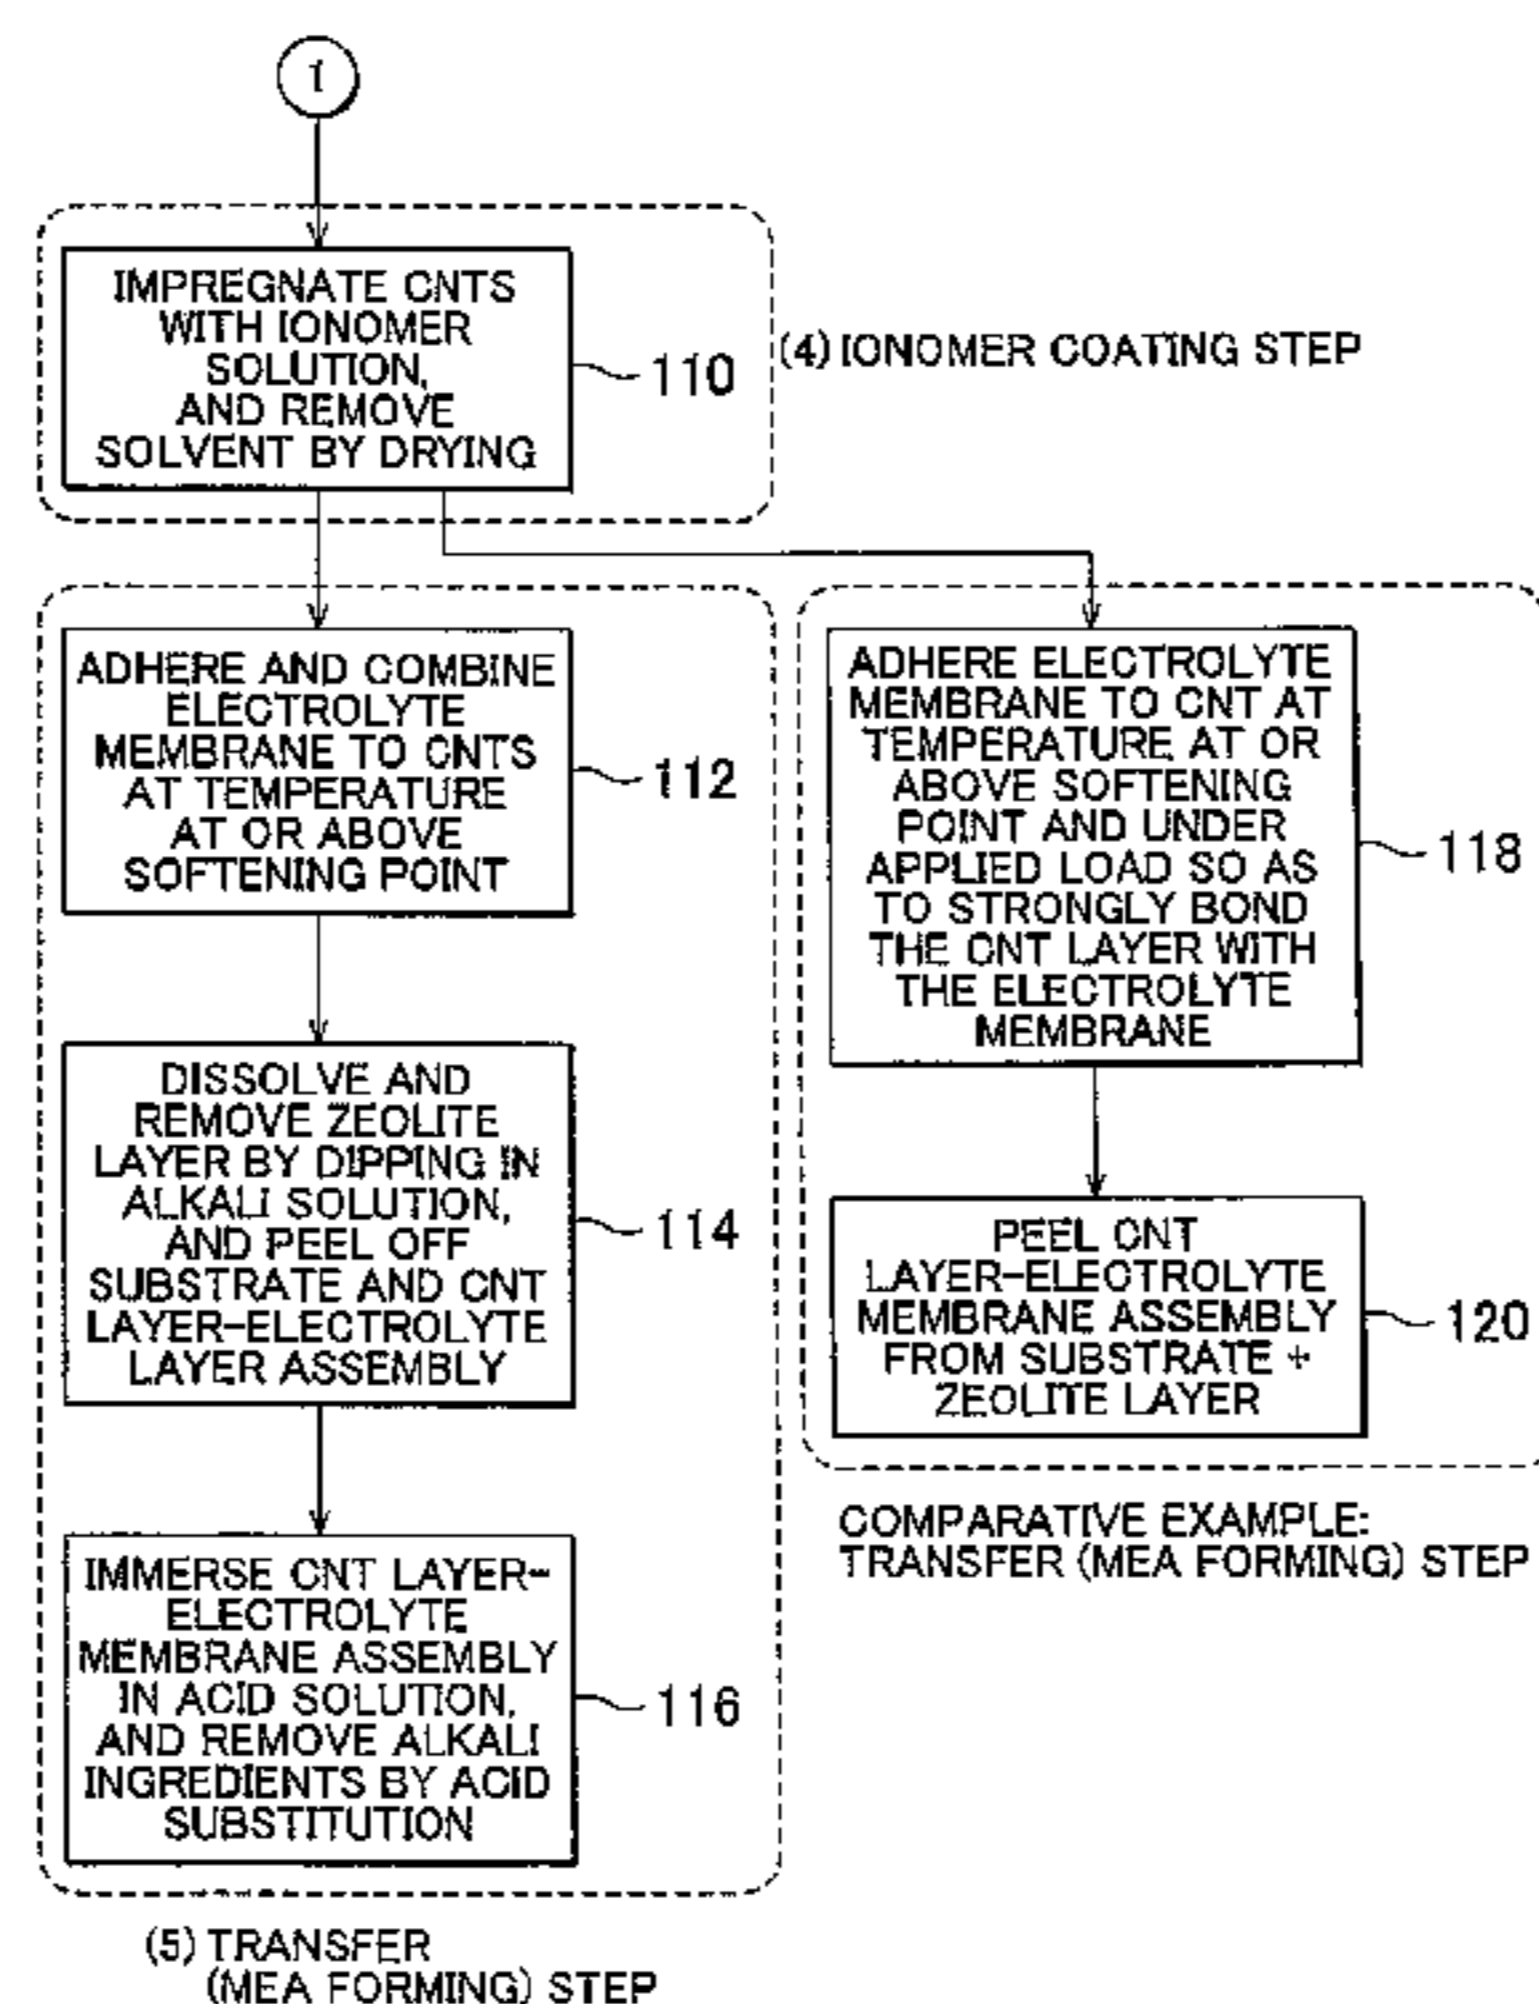 1
IMPREGNATE CNTS
WITH IONOMER
SOLUTION,
AND REMOVE
SOLVENT BY DRYING
110
(4) IONOMER COATING STEP
ADHERE AND COMBINE
ELECTROLYTE
MEMBRANE TO CNTS
AT TEMPERATURE
AT OR ABOVE
SOFTENING POINT
112
DISSOLVE AND
REMOVE ZEOLITE
LAYER BY DIPPING IN
ALKALI SOLUTION,
AND PEEL OFF
SUBSTRATE AND CNT
LAYER-ELECTROLYTE
LAYER ASSEMBLY
114
IMMERSE CNT LAYER-
ELECTROLYTE
MEMBRANE ASSEMBLY
IN ACID SOLUTION,
AND REMOVE ALKALI
INGREDIENTS BY ACID
SUBSTITUTION
116
(5) TRANSFER
(MEA FORMING) STEP
ADHERE ELECTROLYTE
MEMBRANE TO CNT AT
TEMPERATURE AT OR
ABOVE SOFTENING
POINT AND UNDER
APPLIED LOAD SO AS
TO STRONGLY BOND
THE CNT LAYER WITH
THE ELECTROLYTE
MEMBRANE
118
PEEL CNT
LAYER-ELECTROLYTE
MEMBRANE ASSEMBLY
FROM SUBSTRATE +
ZEOLITE LAYER
120
COMPARATIVE EXAMPLE:
TRANSFER (MEA FORMING) STEP